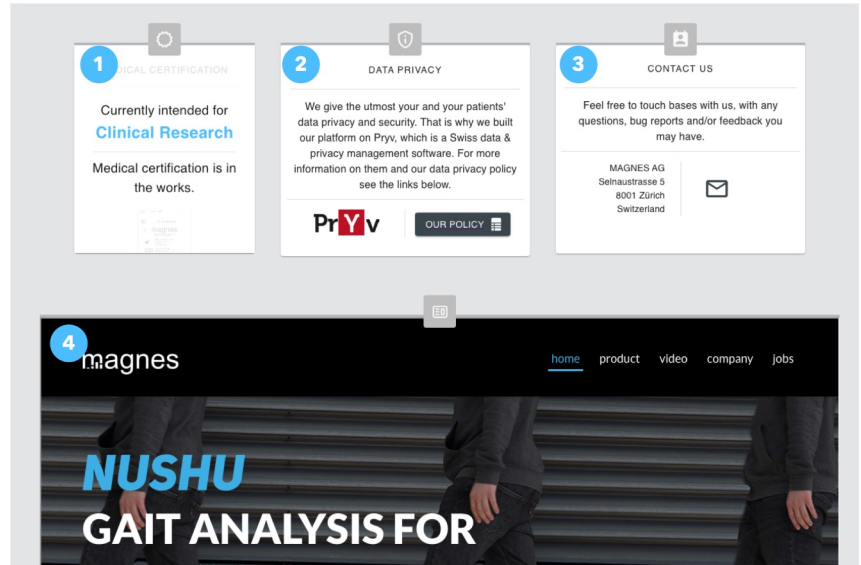 1
MEDICAL CERTIFICATION
Currently intended for
Clinical Research
Medical certification is in
the works.
magnes
2
DATA PRIVACY
We give the utmost your and your patients'
data privacy and security. That is why we built
our platform on Pryv, which is a Swiss data &
privacy management software. For more
information on them and our data privacy policy
see the links below.
PrYv
OUR POLICY
3
CONTACT US
Feel free to touch bases with us, with any
questions, bug reports and/or feedback you
may have.
MAGNES AG
Selnaustrasse 5
8001 Zürich
Switzerland
4
magnes
home product video company jobs
NUSHU
GAIT ANALYSIS FOR